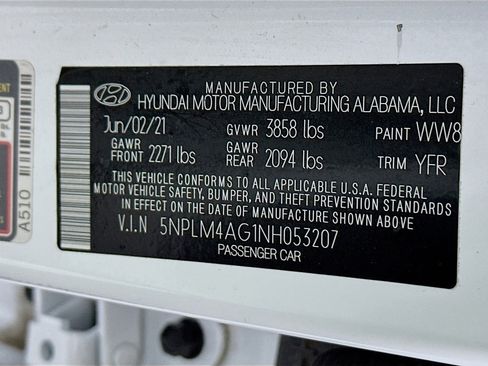 MANUFACTURED BY
HYUNDAI MOTOR MANUFACTURING ALABAMA, LLC
Jun/02/21 GVWR 3858 lbs PAINT WW8
GAWR FRONT 2271 lbs GAWR REAR 2094 lbs TRIM YFR
THIS VEHICLE CONFORMS TO ALL APPLICABLE U.S.A. FEDERAL
MOTOR VEHICLE SAFETY, BUMPER, AND THEFT PREVENTION STANDARDS
IN EFFECT ON THE DATE OF MANUFACTURE SHOWN ABOVE
V.I.N 5NPLM4AG1NH053207
PASSENGER CAR
A510